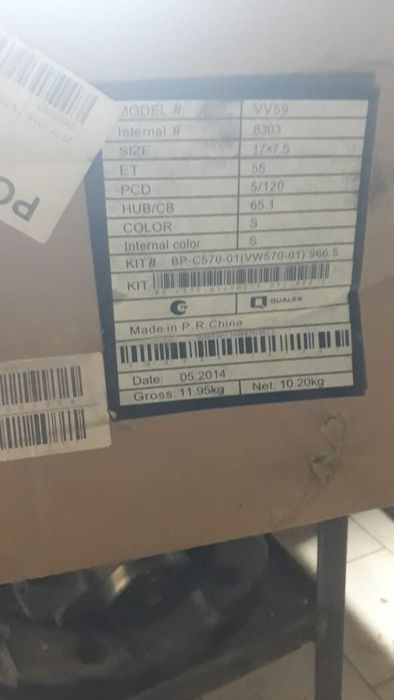 MODEL # VV59
Internal # 8303
SIZE 17×7.5
ET 55
PCD 5/120
HUB/CB 65.1
COLOR S
Internal color S
KIT# BP-C570-01(VW570-01).966.5
KIT
QUALEX
Made in P.R.China
Date: 05.2014
Gross: 11.95kg Net: 10.20kg